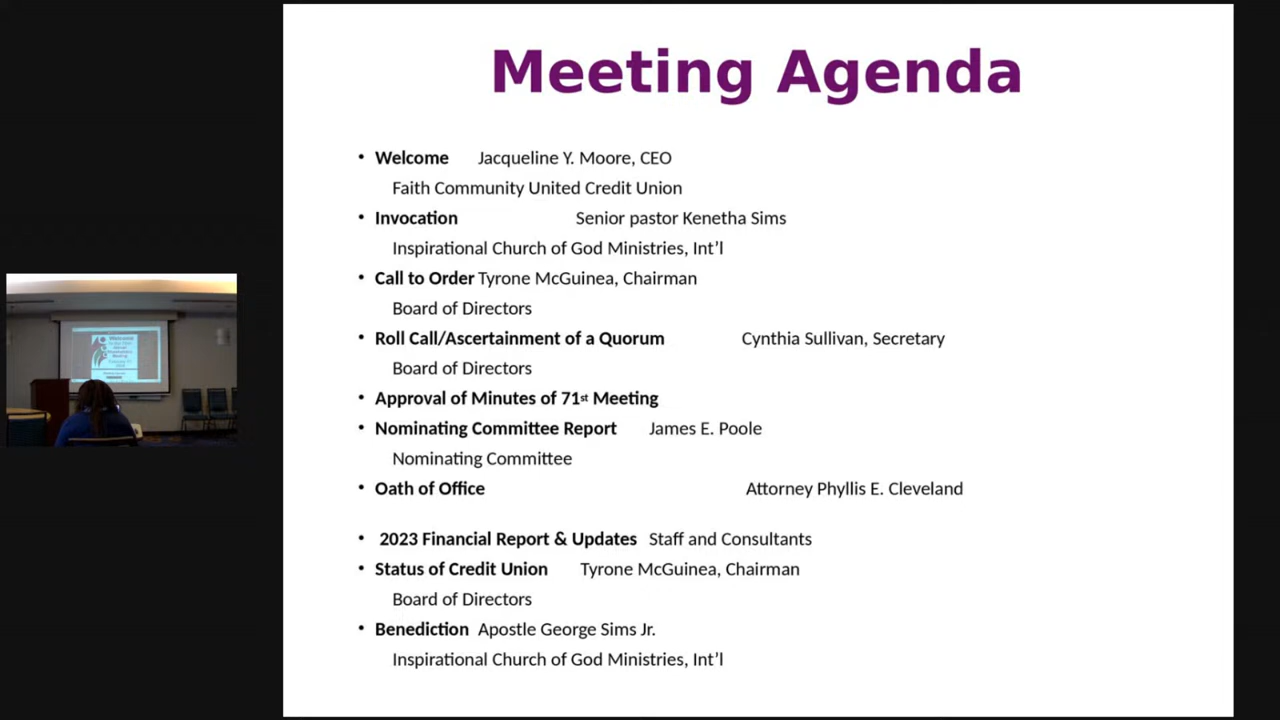 Meeting Agenda
• Welcome Jacqueline Y. Moore, CEO
Faith Community United Credit Union
• Invocation Senior pastor Kenetha Sims
Inspirational Church of God Ministries, Int’l
• Call to Order Tyrone McGuinea, Chairman
Board of Directors
• Roll Call/Ascertainment of a Quorum Cynthia Sullivan, Secretary
Board of Directors
• Approval of Minutes of 71st Meeting
• Nominating Committee Report James E. Poole
Nominating Committee
• Oath of Office Attorney Phyllis E. Cleveland
• 2023 Financial Report & Updates Staff and Consultants
• Status of Credit Union Tyrone McGuinea, Chairman
Board of Directors
• Benediction Apostle George Sims Jr.
Inspirational Church of God Ministries, Int’l
Welcome